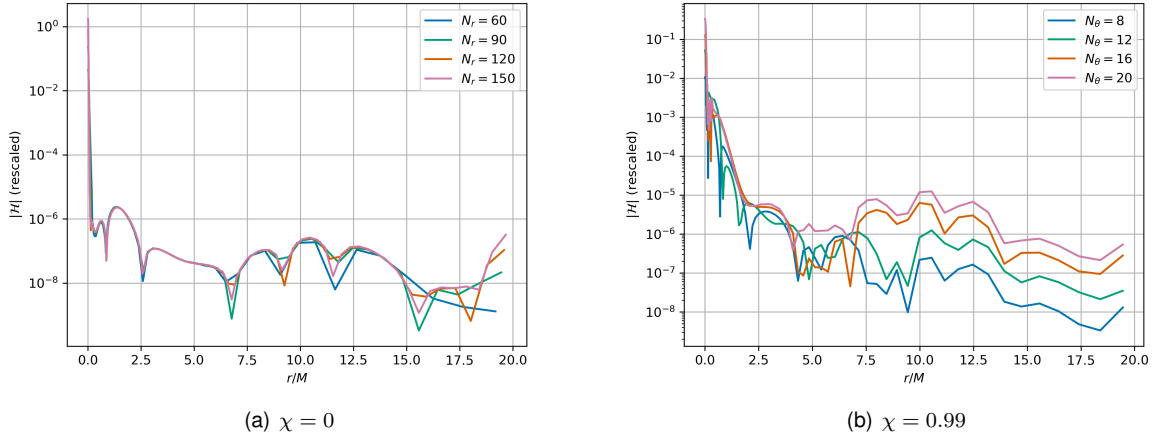 10⁰
10⁻²
10⁻⁴
10⁻⁶
10⁻⁸
|ℋ| (rescaled)
0.0 2.5 5.0 7.5 10.0 12.5 15.0 17.5 20.0
r/M
N_r = 60
N_r = 90
N_r = 120
N_r = 150
(a) χ = 0
10⁻¹
10⁻²
10⁻³
10⁻⁴
10⁻⁵
10⁻⁶
10⁻⁷
10⁻⁸
|ℋ| (rescaled)
0.0 2.5 5.0 7.5 10.0 12.5 15.0 17.5 20.0
r/M
N_θ = 8
N_θ = 12
N_θ = 16
N_θ = 20
(b) χ = 0.99